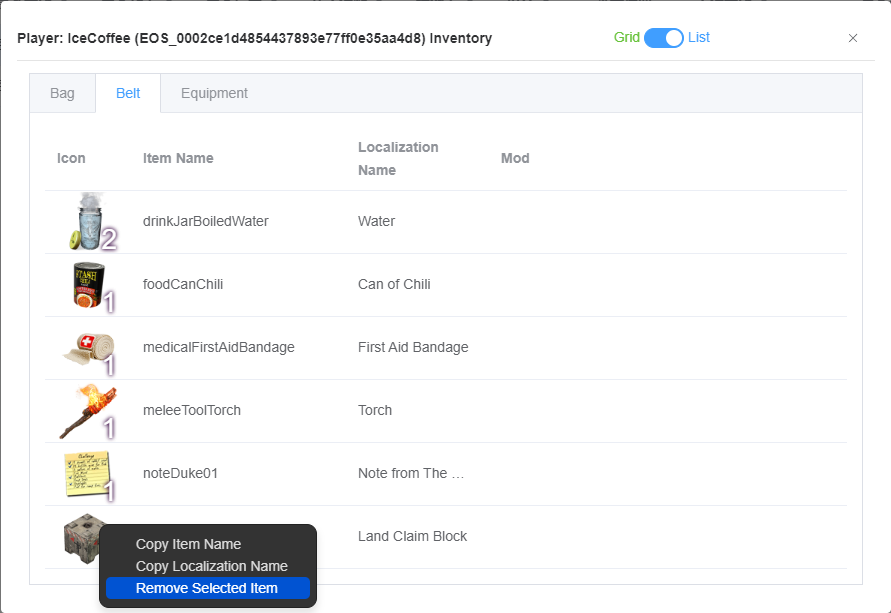 Player: IceCoffee (EOS_0002ce1d4854437893e77ff0e35aa4d8) Inventory
Grid List
Bag Belt Equipment
Icon Item Name Localization Name Mod
2 drinkJarBoiledWater Water
1 foodCanChili Can of Chili
1 medicalFirstAidBandage First Aid Bandage
1 meleeToolTorch Torch
1 noteDuke01 Note from The …
Land Claim Block
Copy Item Name
Copy Localization Name
Remove Selected Item